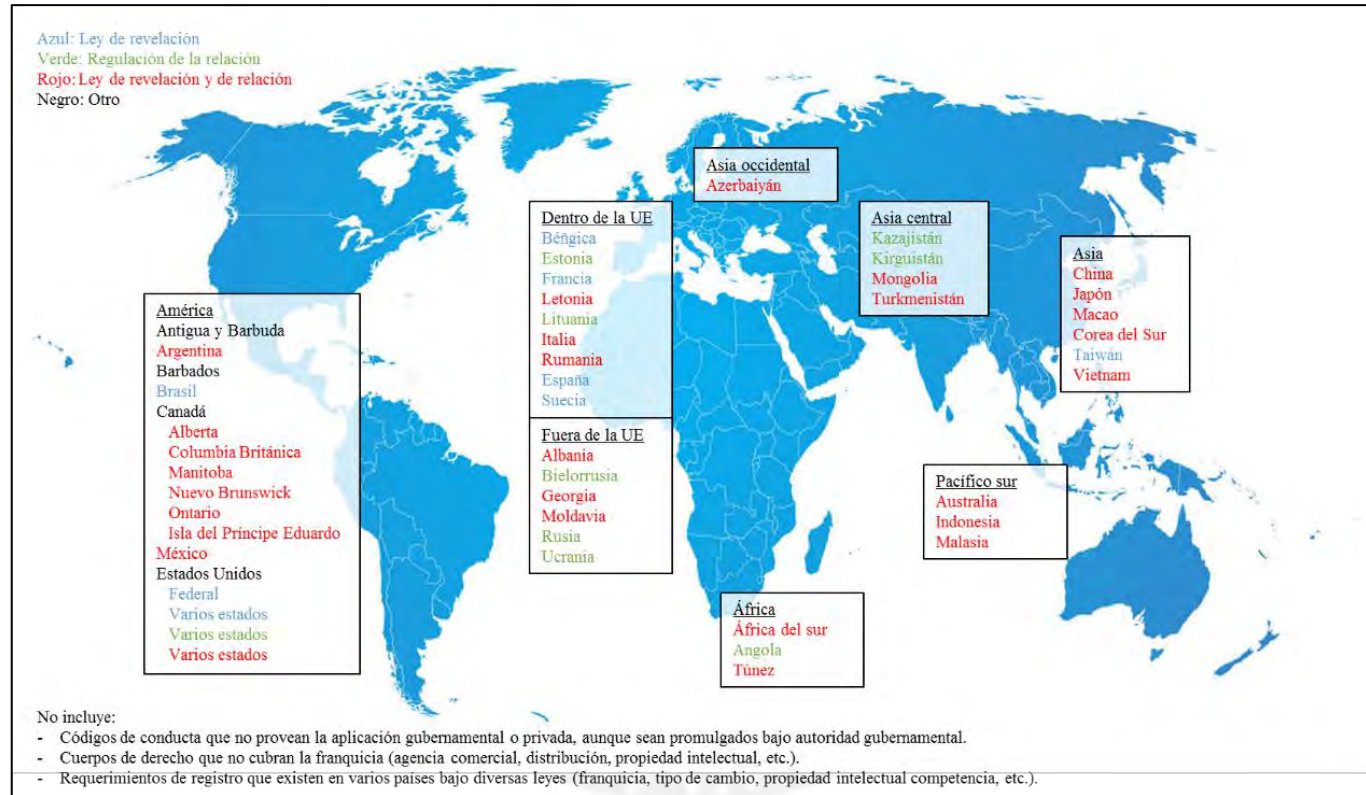 Azul: Ley de revelación
Verde: Regulación de la relación
Rojo: Ley de revelación y de relación
Negro: Otro
Asia occidental
Azerbaiyán
Dentro de la UE
Béñgica
Estonia
Francia
Letonia
Lituania
Italia
Rumania
España
Suecia
Asia central
Kazajistán
Kirguistán
Mongolia
Turkmenistán
Asia
China
Japón
Macao
Corea del Sur
Taiwán
Vietnam
América
Antigua y Barbuda
Argentina
Barbados
Brasil
Canadá
Alberta
Columbia Británica
Manitoba
Nuevo Brunswick
Ontario
Isla del Príncipe Eduardo
México
Estados Unidos
Federal
Varios estados
Varios estados
Varios estados
Fuera de la UE
Albania
Bielorrusia
Georgia
Moldavia
Rusia
Ucrania
Pacífico sur
Australia
Indonesia
Malasia
África
África del sur
Angola
Túnez
No incluye:
- Códigos de conducta que no provean la aplicación gubernamental o privada, aunque sean promulgados bajo autoridad gubernamental.
- Cuerpos de derecho que no cubran la franquicia (agencia comercial, distribución, propiedad intelectual, etc.).
- Requerimientos de registro que existen en varios países bajo diversas leyes (franquicia, tipo de cambio, propiedad intelectual competencia, etc.).